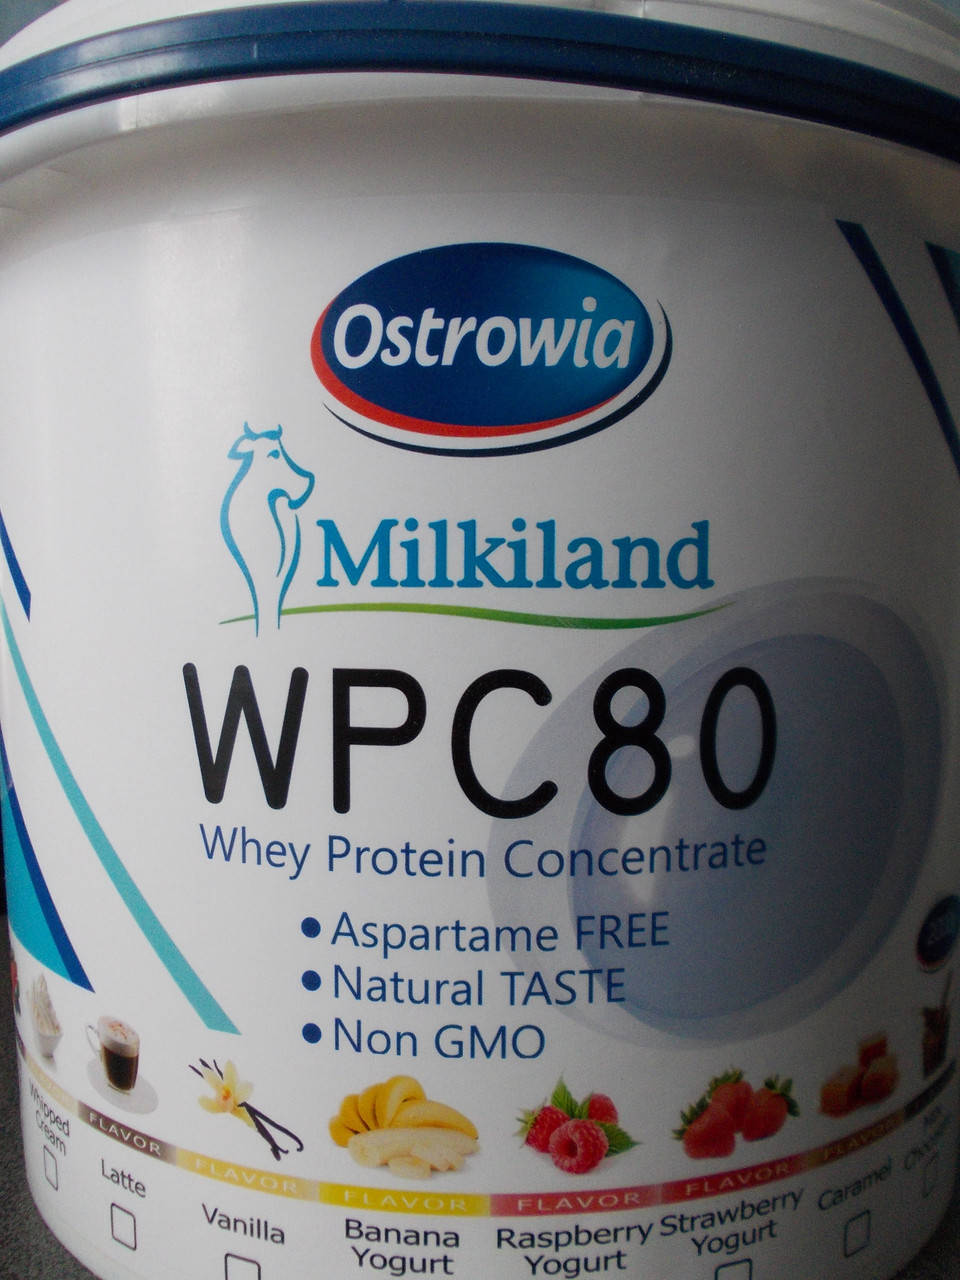 Ostrowia
Milkiland
WPC80
Whey Protein Concentrate
• Aspartame FREE
• Natural TASTE
• Non GMO
FLAVOR
FLAVOR
FLAVOR
FLAVOR
FLAVOR
FLAVOR
Whipped
Cream
Latte
Vanilla
Banana
Yogurt
Raspberry
Yogurt
Strawberry
Yogurt
Caramel